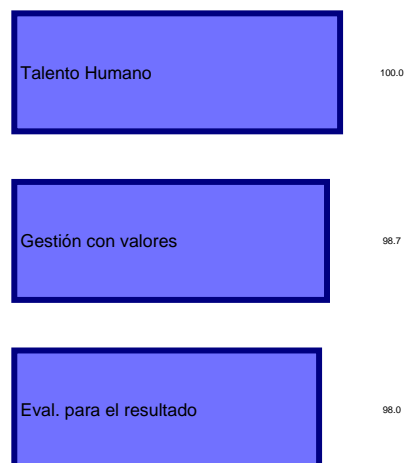 Talento Humano 100.0
Gestión con valores 98.7
Eval. para el resultado 98.0